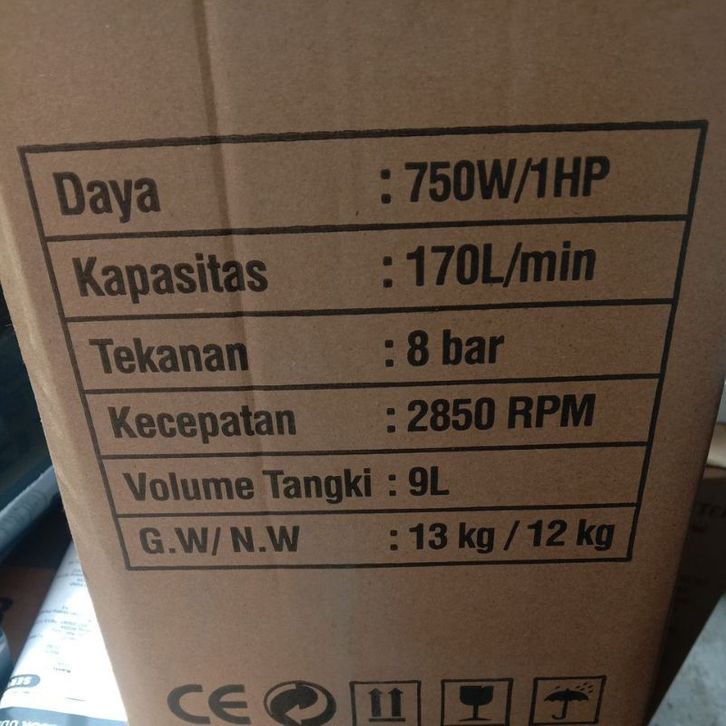 Daya : 750W/1HP
Kapasitas : 170L/min
Tekanan : 8 bar
Kecepatan : 2850 RPM
Volume Tangki : 9L
G.W/ N.W : 13 kg / 12 kg
CE